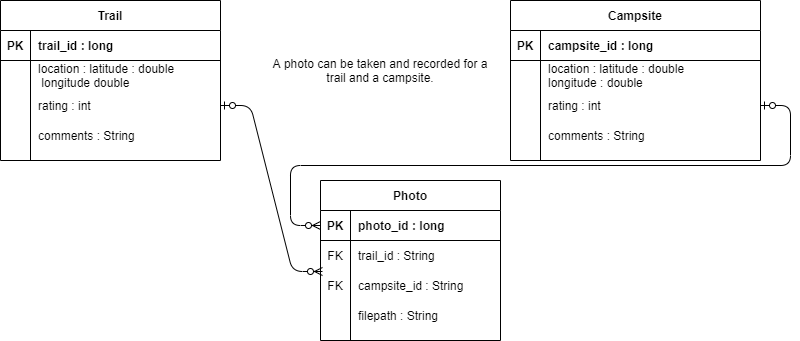 Trail
PK trail_id : long
location : latitude : double
longitude double
rating : int
comments : String
A photo can be taken and recorded for a
trail and a campsite.
Campsite
PK campsite_id : long
location : latitude : double
longitude : double
rating : int
comments : String
Photo
PK photo_id : long
FK trail_id : String
FK campsite_id : String
filepath : String